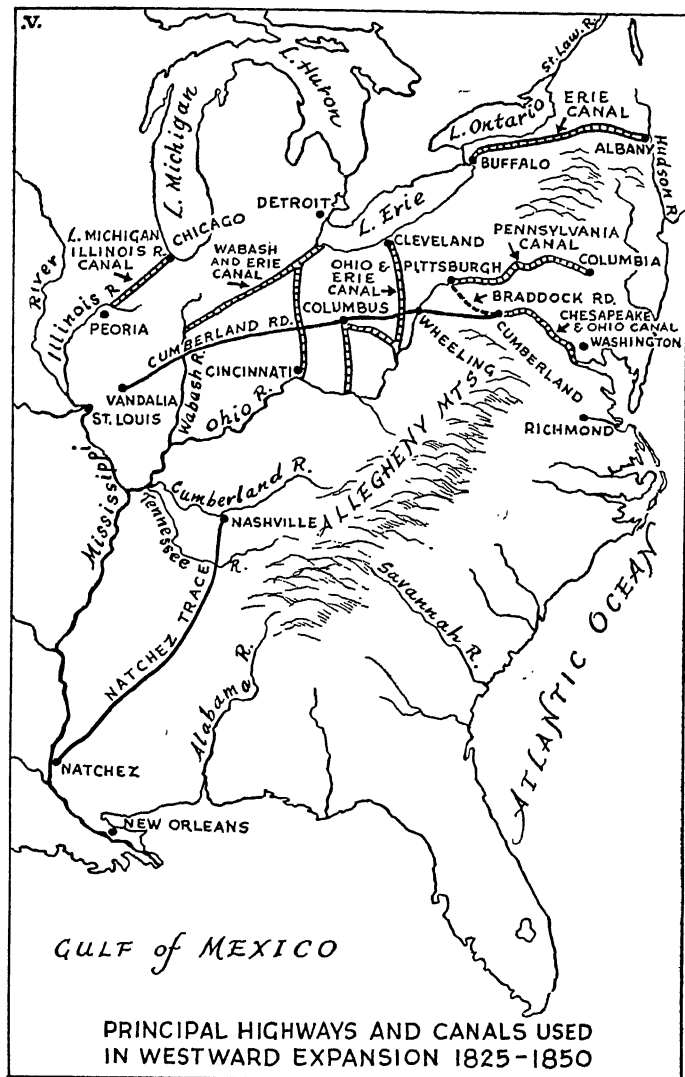 V.
L. Huron
L. Michigan
St. Law. R.
L. Ontario
ERIE
CANAL
ALBANY
BUFFALO
Hudson R.
DETROIT
L. Erie
CHICAGO
L. MICHIGAN
ILLINOIS R.
CANAL
WABASH
AND ERIE
CANAL
CLEVELAND
OHIO &
ERIE
CANAL
PENNSYLVANIA
CANAL
PITTSBURGH
COLUMBIA
River
Illinois R.
PEORIA
COLUMBUS
BRADDOCK RD.
CHESAPEAKE
& OHIO CANAL
WASHINGTON
CUMBERLAND RD.
WHEELING
CUMBERLAND
CINCINNATI
VANDALIA
ST. LOUIS
Wabash R.
Ohio R.
RICHMOND
ALLEGHENY MTS
Mississippi
Cumberland R.
Tennessee
R.
NASHVILLE
NATCHEZ TRACE
Savannah R.
Alabama R.
ATLANTIC OCEAN
NATCHEZ
NEW ORLEANS
GULF of MEXICO
PRINCIPAL HIGHWAYS AND CANALS USED
IN WESTWARD EXPANSION 1825-1850